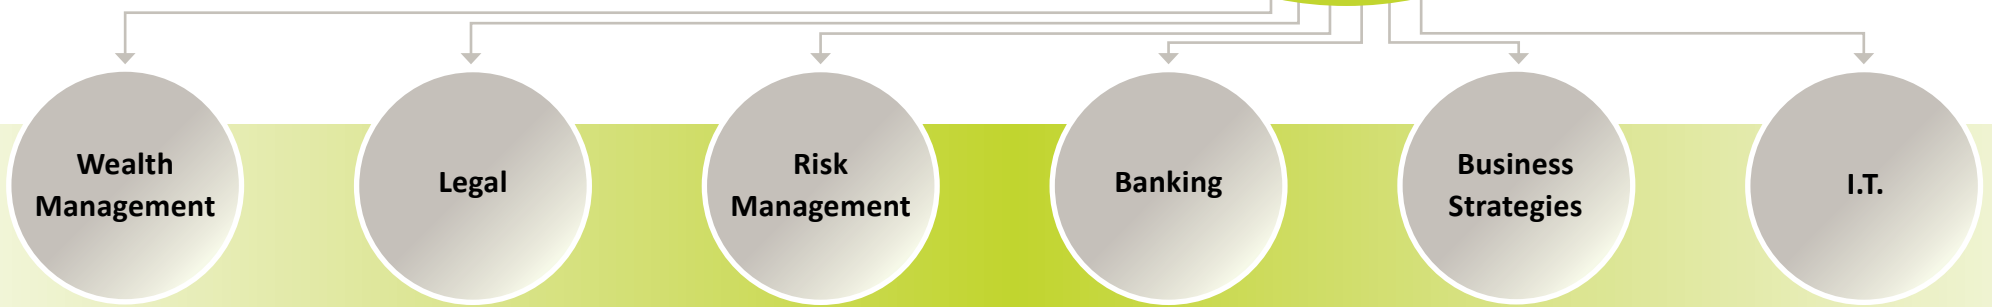 Wealth
Management
Legal
Risk
Management
Banking
Business
Strategies
I.T.